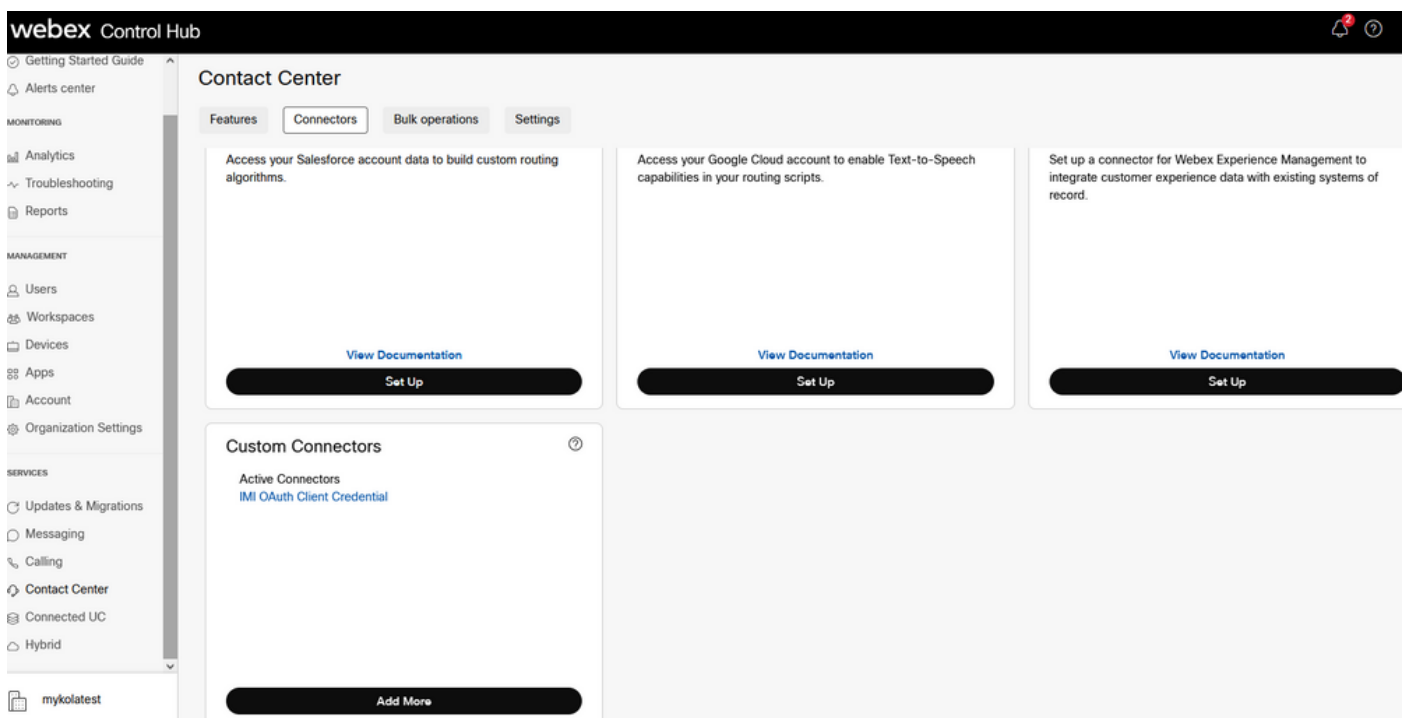 webex Control Hub
2
Getting Started Guide
Alerts center
MONITORING
Analytics
Troubleshooting
Reports
MANAGEMENT
Users
Workspaces
Devices
Apps
Account
Organization Settings
SERVICES
Updates & Migrations
Messaging
Calling
Contact Center
Connected UC
Hybrid
mykolatest
Contact Center
Features
Connectors
Bulk operations
Settings
Access your Salesforce account data to build custom routing
algorithms.
View Documentation
Set Up
Access your Google Cloud account to enable Text-to-Speech
capabilities in your routing scripts.
View Documentation
Set Up
Set up a connector for Webex Experience Management to
integrate customer experience data with existing systems of
record.
View Documentation
Set Up
Custom Connectors
Active Connectors
IMI OAuth Client Credential
Add More